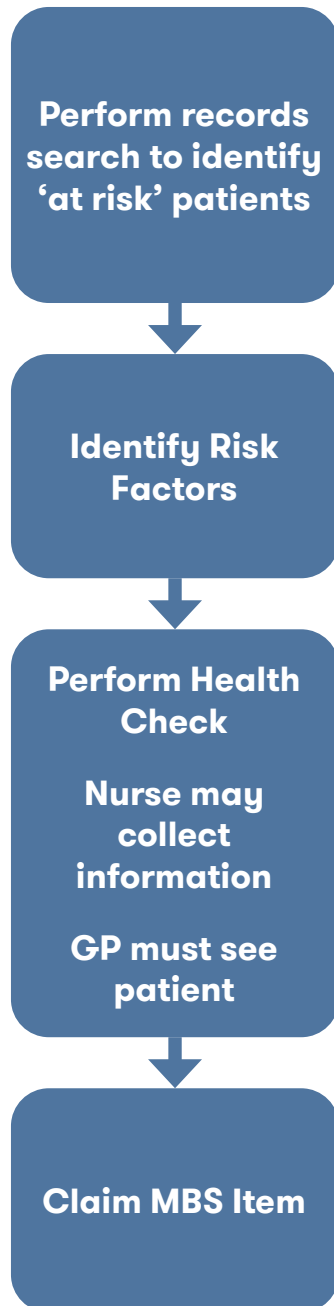 Perform records
search to identify
‘at risk’ patients
Identify Risk
Factors
Perform Health
Check
Nurse may
collect
information
GP must see
patient
Claim MBS Item